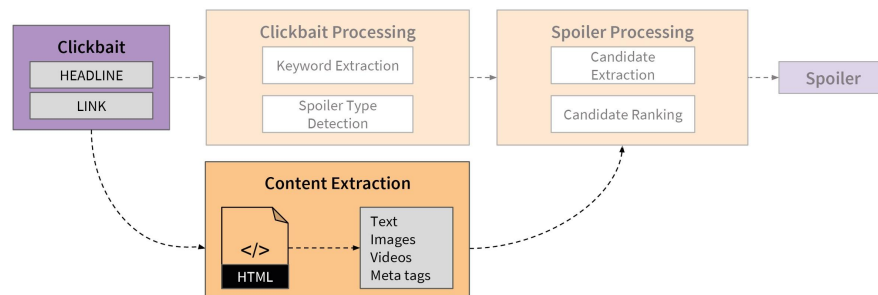 Clickbait
HEADLINE
LINK
Clickbait Processing
Keyword Extraction
Spoiler Type
Detection
Spoiler Processing
Candidate
Extraction
Candidate Ranking
Spoiler
Content Extraction
</>
HTML
Text
Images
Videos
Meta tags